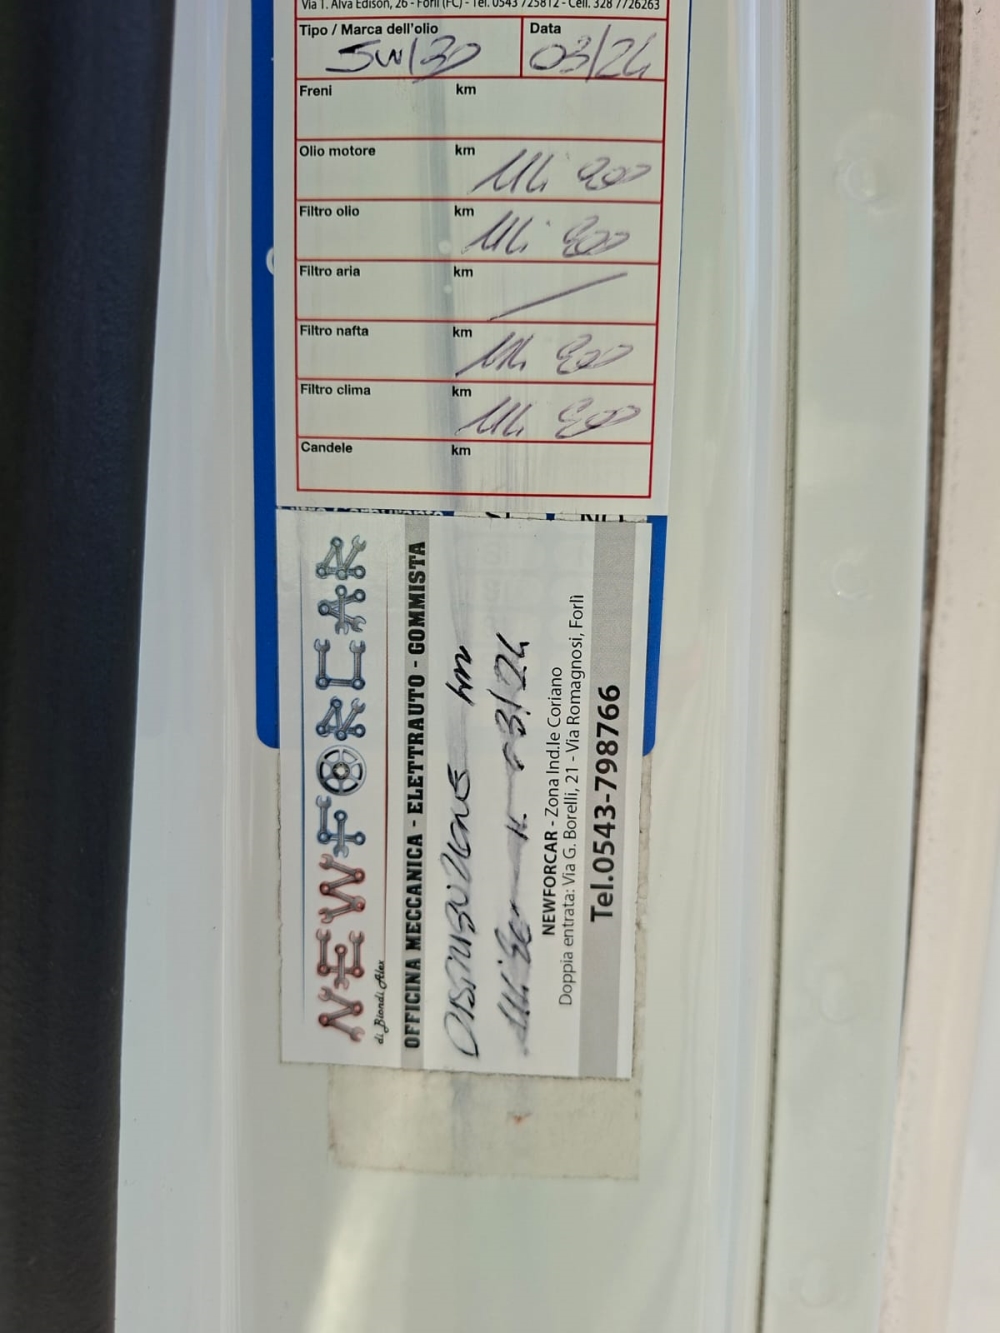 Via T. Alva Edison, 26 - Forlì (FC) - Tel. 0543 725812 - Cell. 328 7726263
Tipo / Marca dell'olio Data
5W/30 03/24
Freni km
Olio motore km
Filtro olio km
Filtro aria km /
Filtro nafta km
Filtro clima km
Candele km
NEWFORCAR
di Biondi Alex
OFFICINA MECCANICA - ELETTRAUTO - GOMMISTA
DISTRIBUZIONE km
03/24
NEWFORCAR - Zona Ind.le Coriano
Doppia entrata: Via G. Borelli, 21 - Via Romagnosi, Forlì
Tel.0543-798766